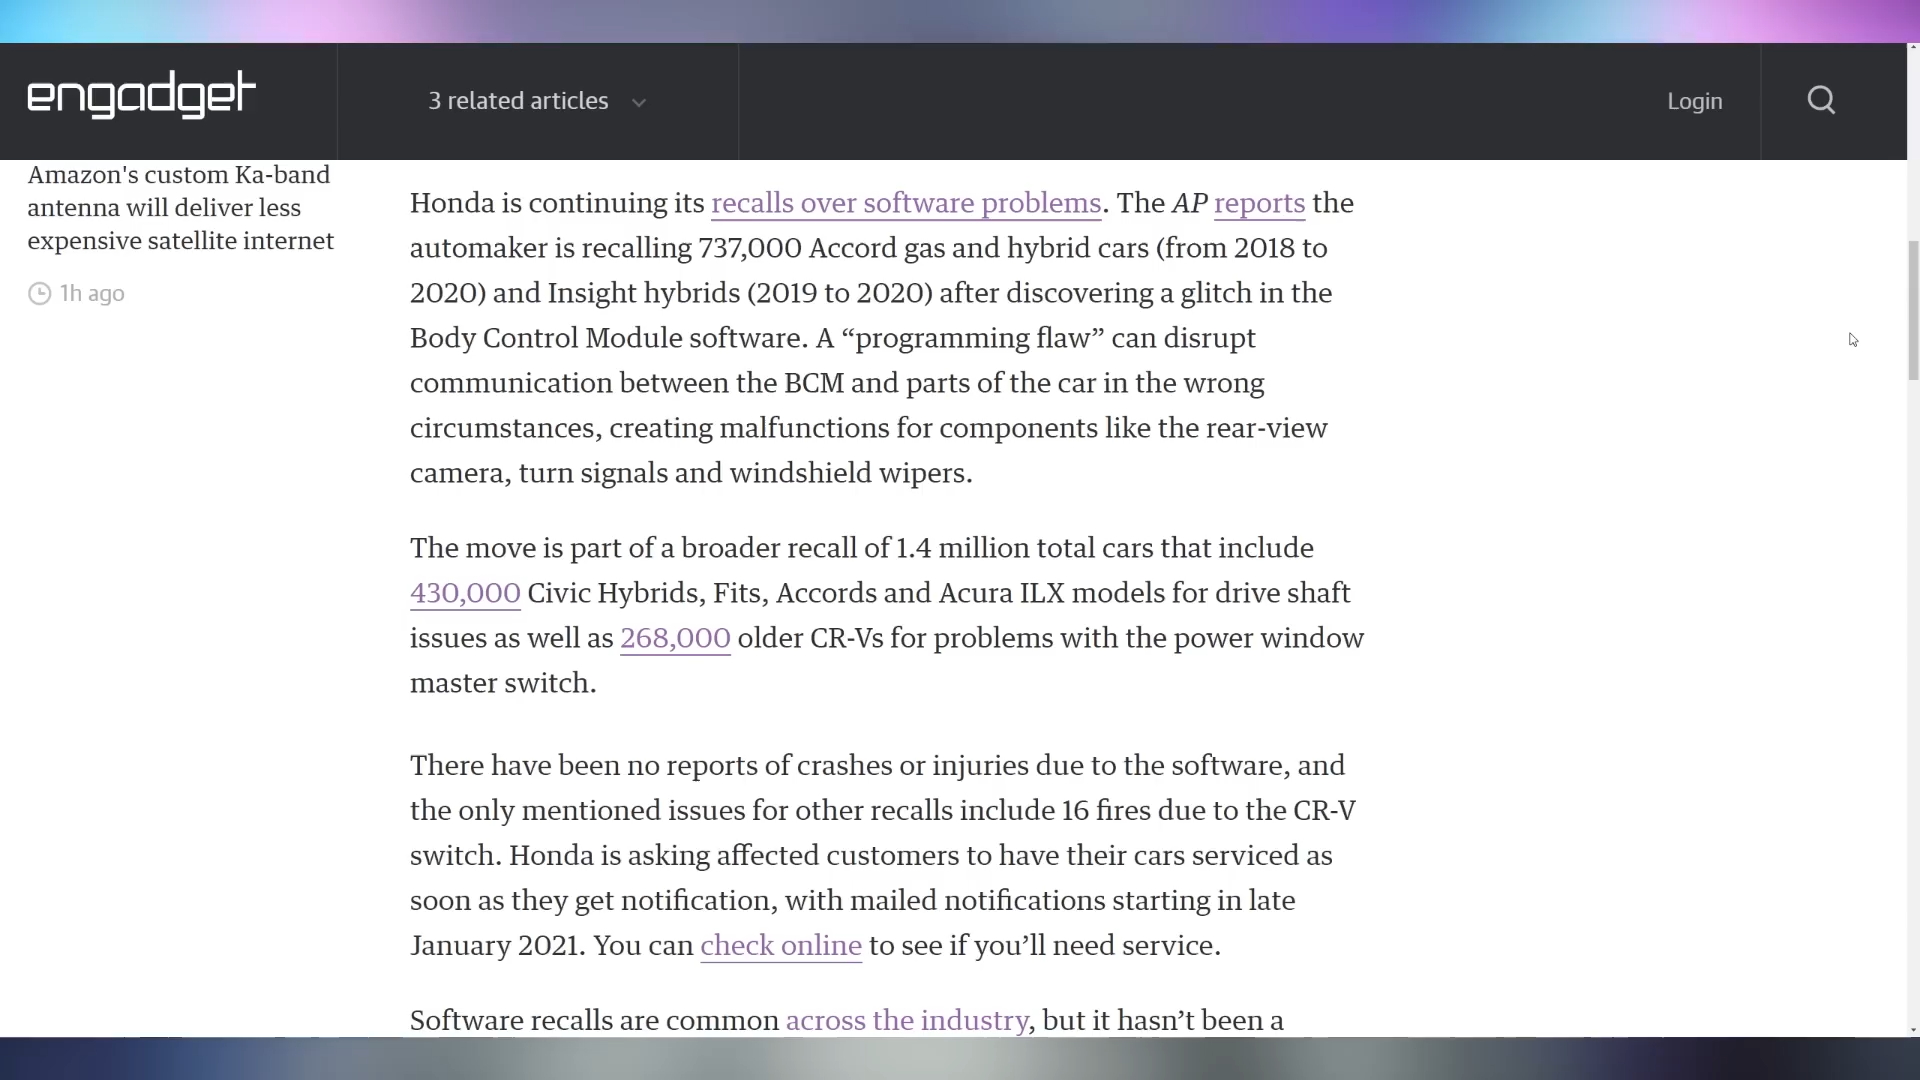 engadget
3 related articles
Login
Amazon's custom Ka-band
antenna will deliver less
expensive satellite internet
1h ago
Honda is continuing its recalls over software problems. The AP reports the
automaker is recalling 737,000 Accord gas and hybrid cars (from 2018 to
2020) and Insight hybrids (2019 to 2020) after discovering a glitch in the
Body Control Module software. A “programming flaw” can disrupt
communication between the BCM and parts of the car in the wrong
circumstances, creating malfunctions for components like the rear-view
camera, turn signals and windshield wipers.
The move is part of a broader recall of 1.4 million total cars that include
430,000 Civic Hybrids, Fits, Accords and Acura ILX models for drive shaft
issues as well as 268,000 older CR-Vs for problems with the power window
master switch.
There have been no reports of crashes or injuries due to the software, and
the only mentioned issues for other recalls include 16 fires due to the CR-V
switch. Honda is asking affected customers to have their cars serviced as
soon as they get notification, with mailed notifications starting in late
January 2021. You can check online to see if you’ll need service.
Software recalls are common across the industry, but it hasn’t been a